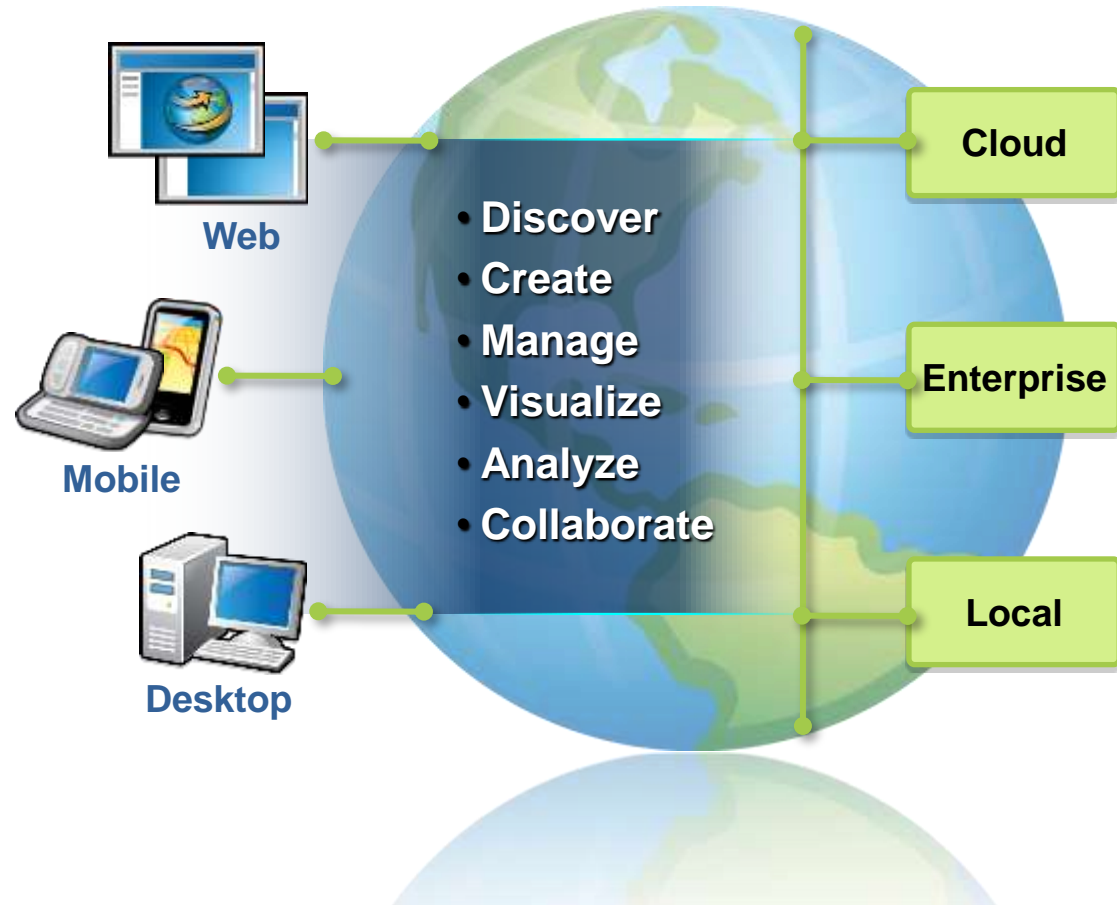 Web
Mobile
Desktop
• Discover
• Create
• Manage
• Visualize
• Analyze
• Collaborate
Cloud
Enterprise
Local